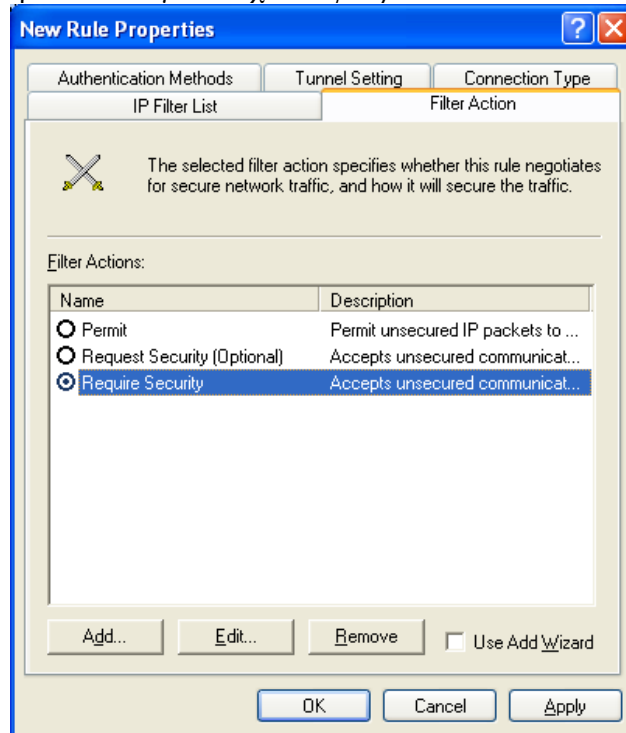 New Rule Properties
Authentication Methods
Tunnel Setting
Connection Type
IP Filter List
Filter Action
The selected filter action specifies whether this rule negotiates
for secure network traffic, and how it will secure the traffic.
Filter Actions:
Name Description
Permit Permit unsecured IP packets to ...
Request Security (Optional) Accepts unsecured communicat...
Require Security Accepts unsecured communicat...
Add... Edit... Remove Use Add Wizard
OK Cancel Apply